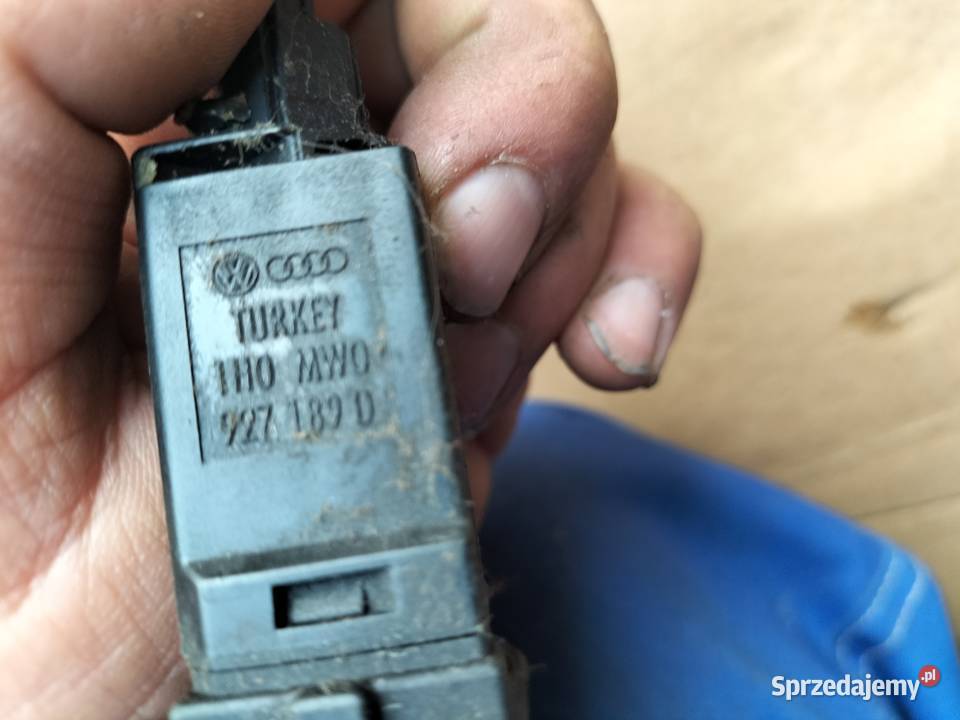 TURKEY
1H0 MW0
927 189 D
Sprzedajemy.pl